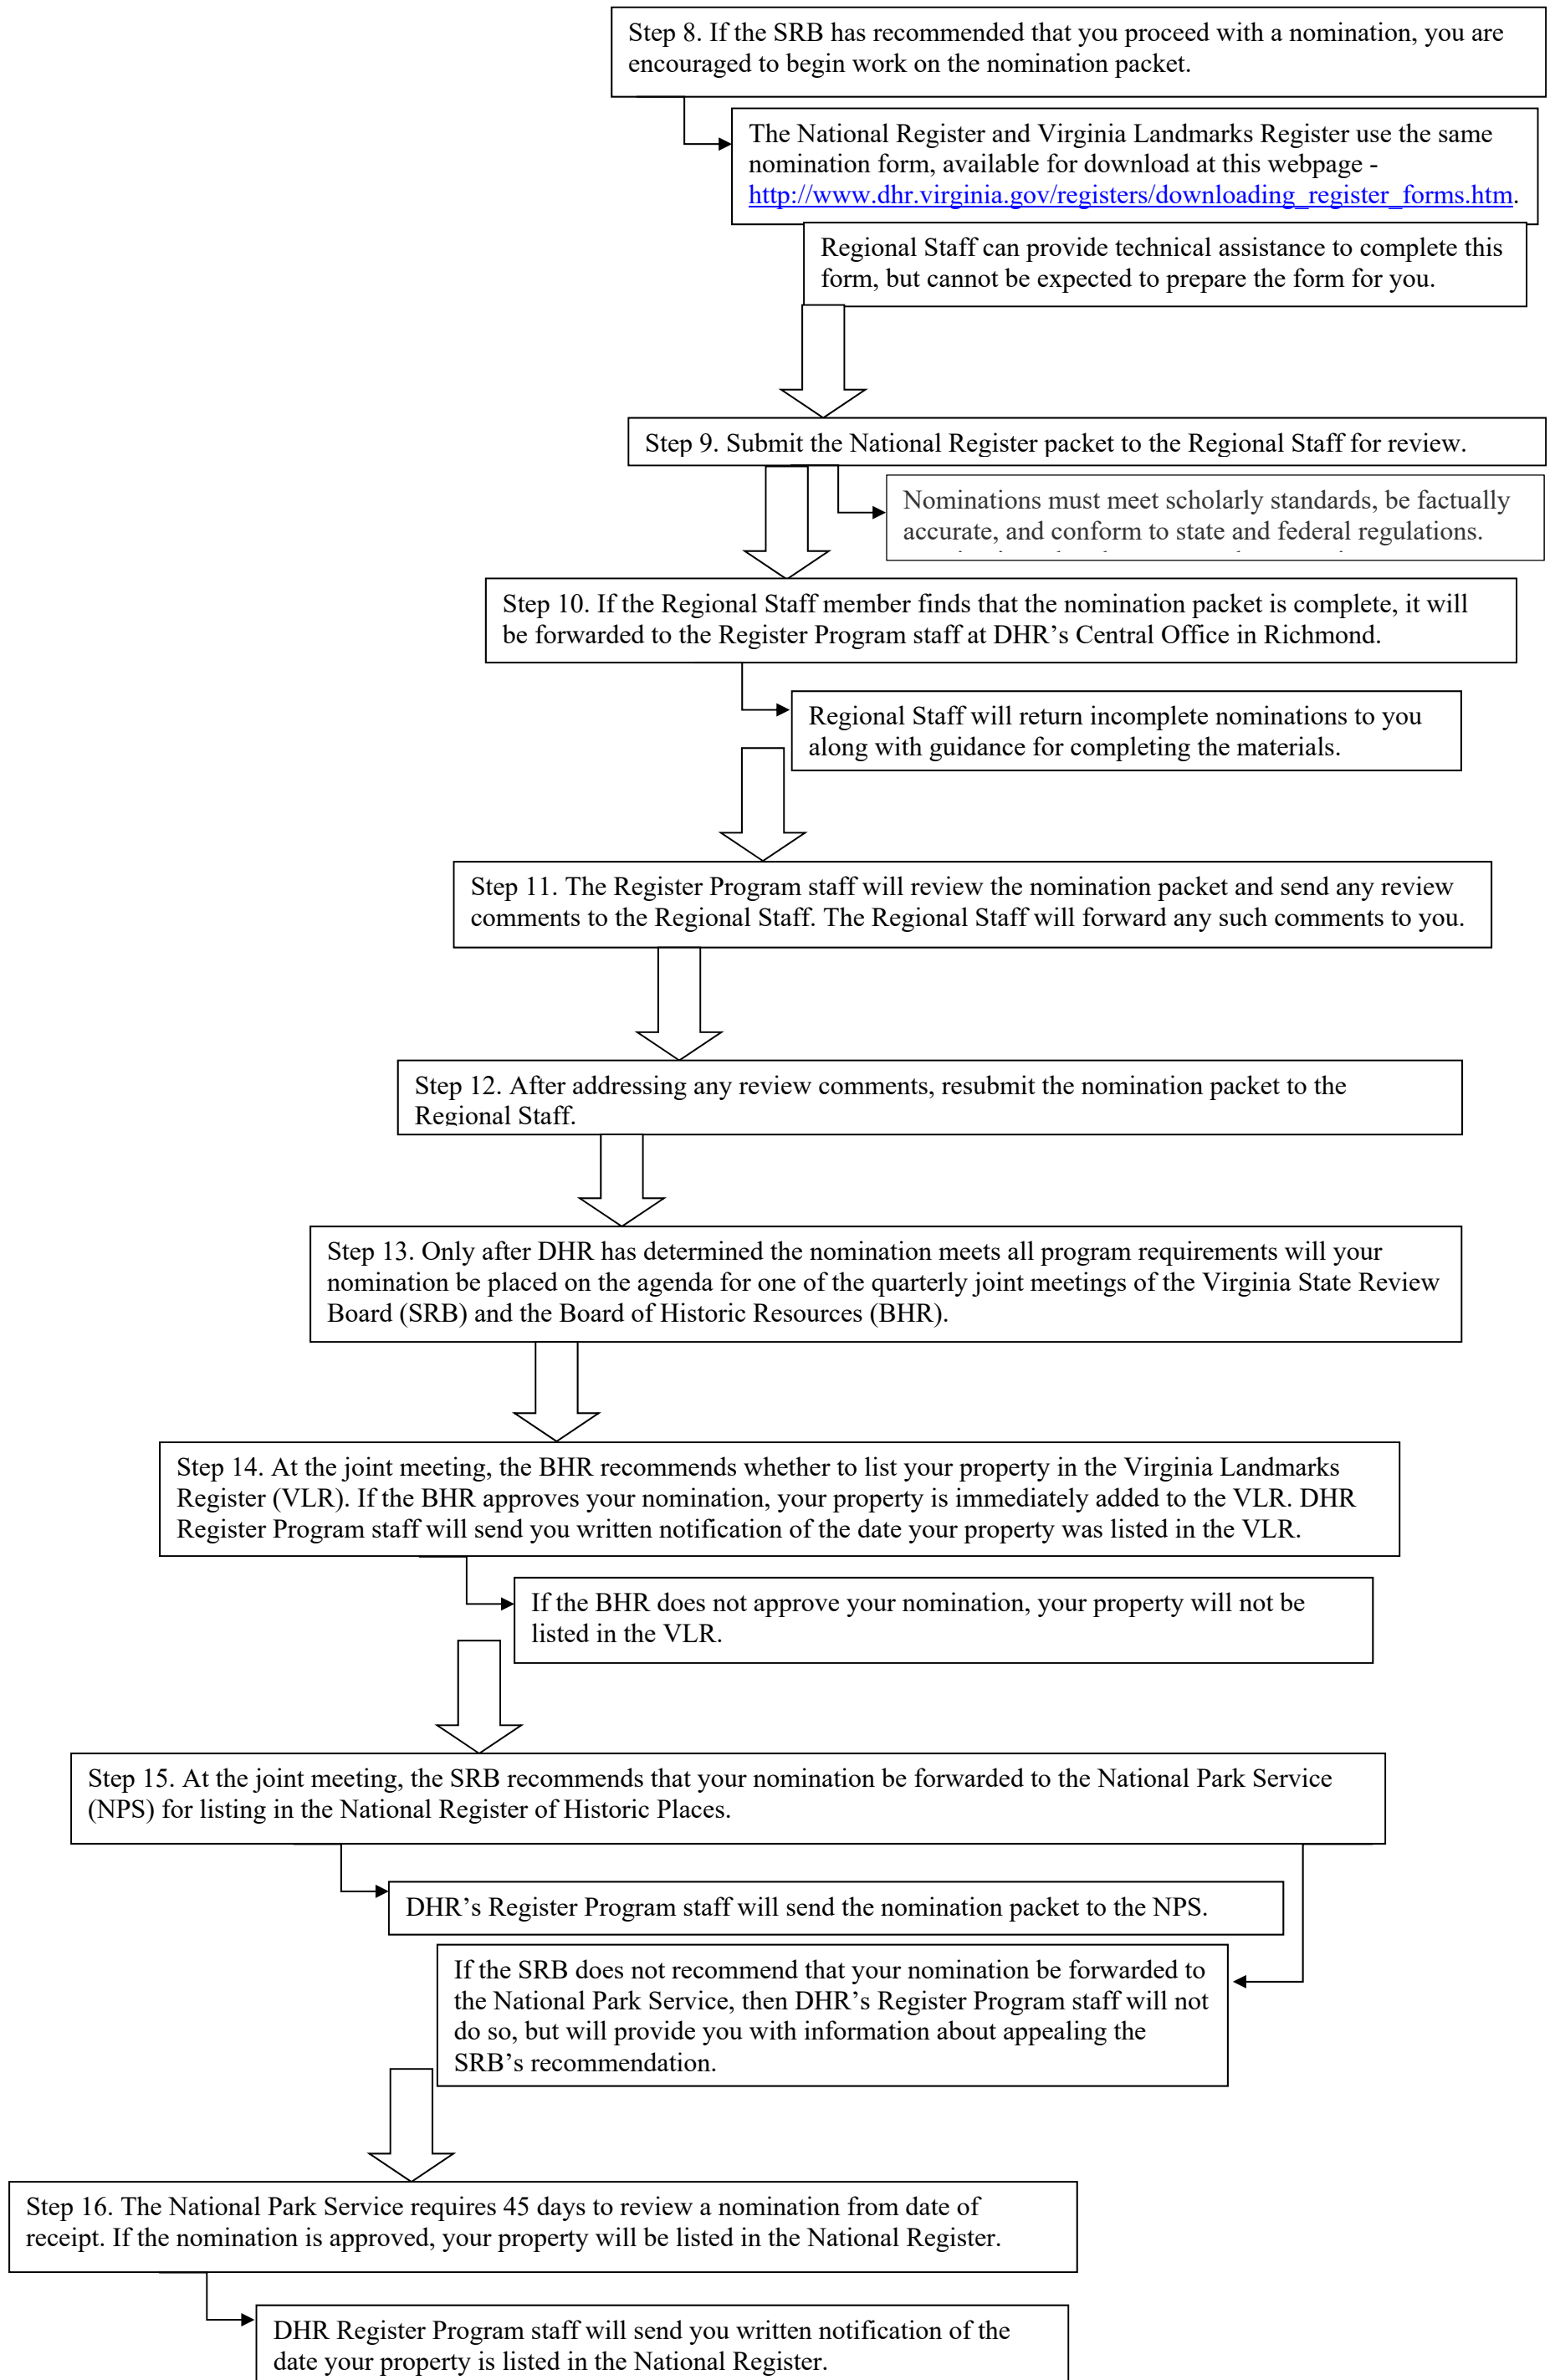 Step 8. If the SRB has recommended that you proceed with a nomination, you are
encouraged to begin work on the nomination packet.
The National Register and Virginia Landmarks Register use the same
nomination form, available for download at this webpage -
http://www.dhr.virginia.gov/registers/downloading_register_forms.htm.
Regional Staff can provide technical assistance to complete this
form, but cannot be expected to prepare the form for you.
Step 9. Submit the National Register packet to the Regional Staff for review.
Nominations must meet scholarly standards, be factually
accurate, and conform to state and federal regulations.
Step 10. If the Regional Staff member finds that the nomination packet is complete, it will
be forwarded to the Register Program staff at DHR’s Central Office in Richmond.
Regional Staff will return incomplete nominations to you
along with guidance for completing the materials.
Step 11. The Register Program staff will review the nomination packet and send any review
comments to the Regional Staff. The Regional Staff will forward any such comments to you.
Step 12. After addressing any review comments, resubmit the nomination packet to the
Regional Staff.
Step 13. Only after DHR has determined the nomination meets all program requirements will your
nomination be placed on the agenda for one of the quarterly joint meetings of the Virginia State Review
Board (SRB) and the Board of Historic Resources (BHR).
Step 14. At the joint meeting, the BHR recommends whether to list your property in the Virginia Landmarks
Register (VLR). If the BHR approves your nomination, your property is immediately added to the VLR. DHR
Register Program staff will send you written notification of the date your property was listed in the VLR.
If the BHR does not approve your nomination, your property will not be
listed in the VLR.
Step 15. At the joint meeting, the SRB recommends that your nomination be forwarded to the National Park Service
(NPS) for listing in the National Register of Historic Places.
DHR’s Register Program staff will send the nomination packet to the NPS.
If the SRB does not recommend that your nomination be forwarded to
the National Park Service, then DHR’s Register Program staff will not
do so, but will provide you with information about appealing the
SRB’s recommendation.
Step 16. The National Park Service requires 45 days to review a nomination from date of
receipt. If the nomination is approved, your property will be listed in the National Register.
DHR Register Program staff will send you written notification of the
date your property is listed in the National Register.